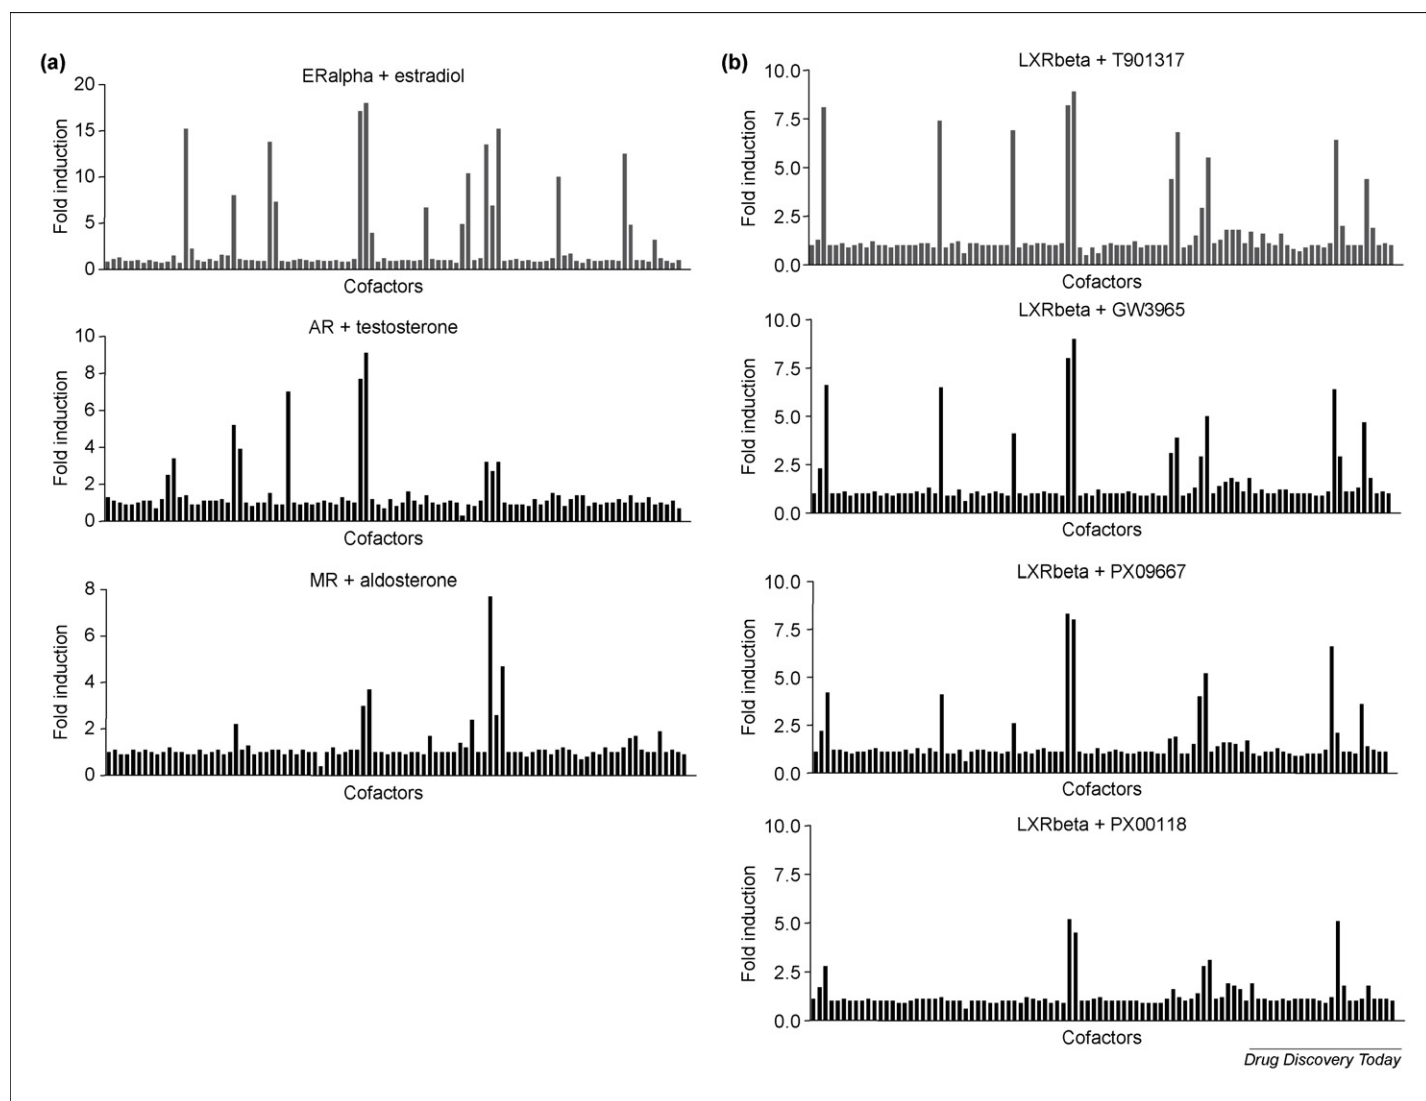 (a)
ERalpha + estradiol
20
15
10
5
0
Fold induction
Cofactors
AR + testosterone
10
8
6
4
2
0
Fold induction
Cofactors
MR + aldosterone
8
6
4
2
0
Fold induction
Cofactors
(b)
LXRbeta + T901317
10.0
7.5
5.0
2.5
0.0
Fold induction
Cofactors
LXRbeta + GW3965
10.0
7.5
5.0
2.5
0.0
Fold induction
Cofactors
LXRbeta + PX09667
10.0
7.5
5.0
2.5
0.0
Fold induction
Cofactors
LXRbeta + PX00118
10.0
7.5
5.0
2.5
0.0
Fold induction
Cofactors
Drug Discovery Today